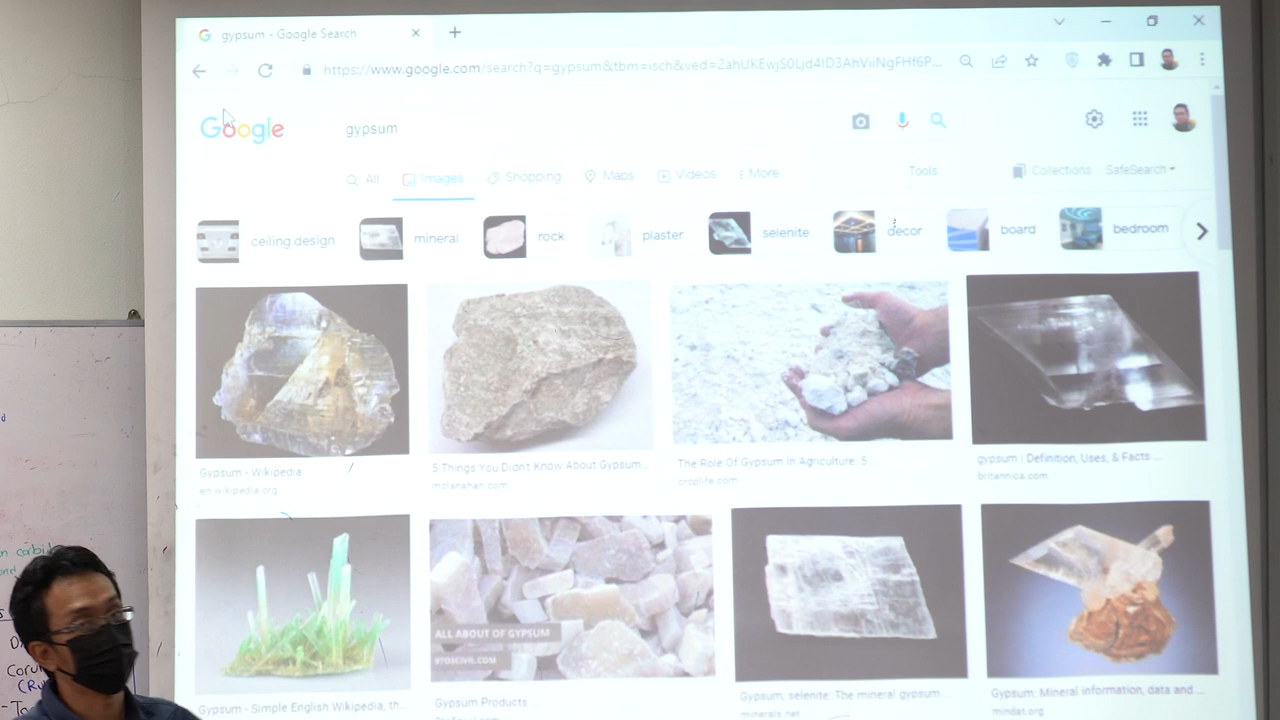 gypsum - Google Search
https://www.google.com/search?q=gypsum&tbm=isch&ved=
Google
gypsum
All Images Shopping Maps Videos More Tools Collections SafeSearch
ceiling design mineral rock plaster selenite decor board bedroom
Gypsum - Wikipedia
en.wikipedia.org
5 Things You Didn't Know About Gypsum...
mclanahan.com
The Role Of Gypsum In Agriculture: 5...
croplife.com
gypsum | Definition, Uses, & Facts ...
britannica.com
ALL ABOUT OF GYPSUM
9TO5CIVIL.COM
Gypsum - Simple English Wikipedia, th...
Gypsum Products...
Gypsum, selenite: The mineral gypsum...
minerals.net
Gypsum: Mineral information, data and ...
mindat.org